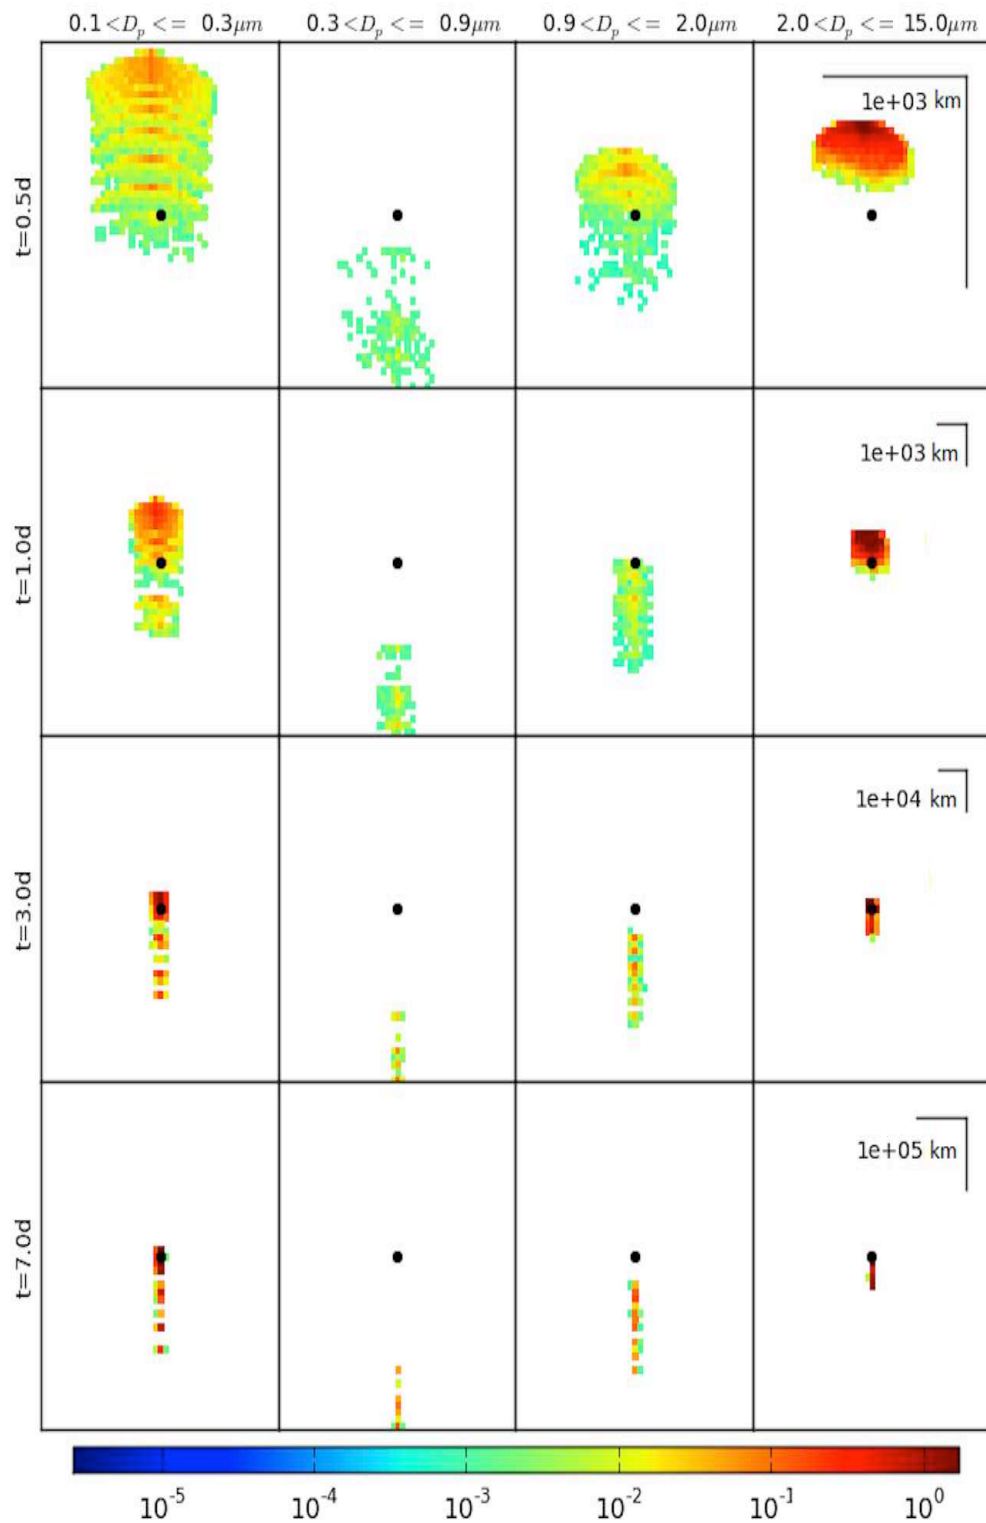 0.1 <D_p <= 0.3μm 0.3 <D_p <= 0.9μm 0.9 <D_p <= 2.0μm 2.0 <D_p <= 15.0μm
t=0.5d
1e+03 km
t=1.0d
1e+03 km
t=3.0d
1e+04 km
t=7.0d
1e+05 km
10^-5 10^-4 10^-3 10^-2 10^-1 10^0